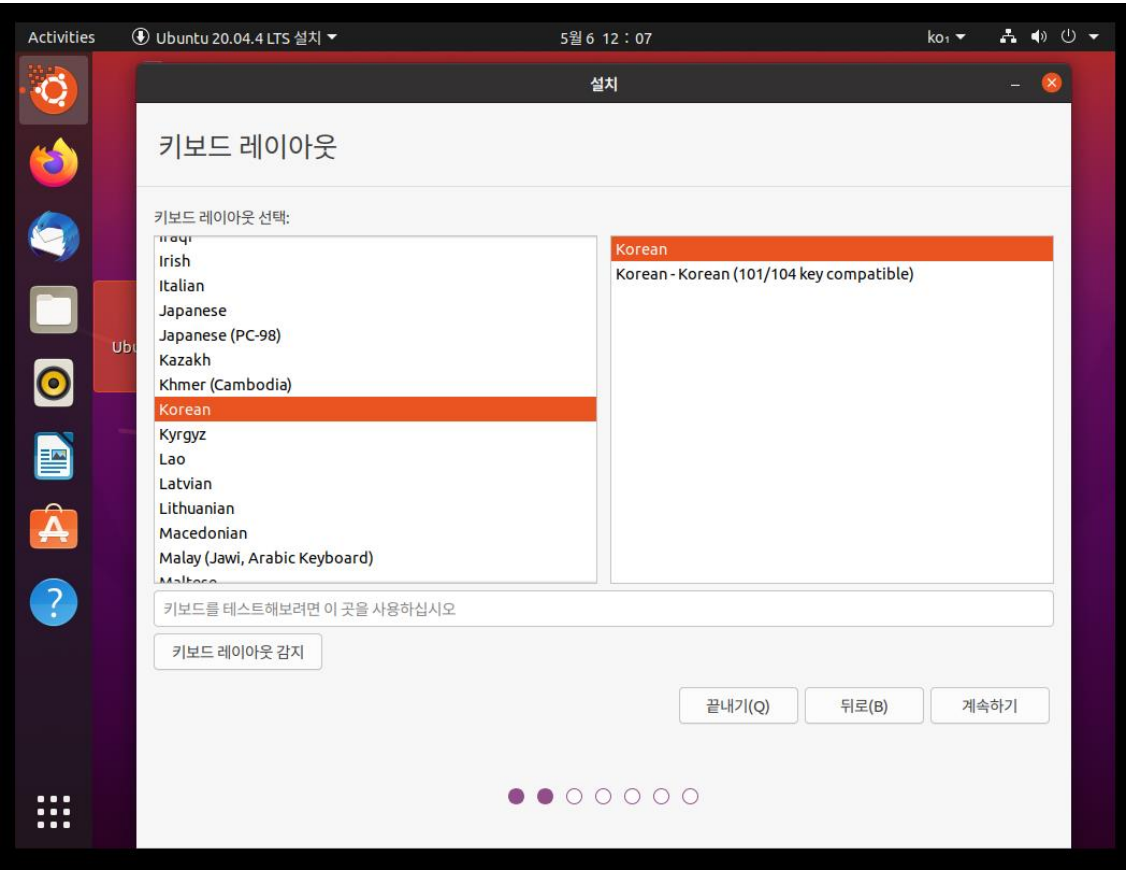 Activities
Ubuntu 20.04.4 LTS 설치
5월 6 12 : 07
ko₁
설치
키보드 레이아웃
키보드 레이아웃 선택:
Iraqi
Irish
Italian
Japanese
Japanese (PC-98)
Kazakh
Khmer (Cambodia)
Korean
Kyrgyz
Lao
Latvian
Lithuanian
Macedonian
Malay (Jawi, Arabic Keyboard)
Maltese
Korean
Korean - Korean (101/104 key compatible)
Ubu
키보드를 테스트해보려면 이 곳을 사용하십시오
키보드 레이아웃 감지
끝내기(Q)
뒤로(B)
계속하기